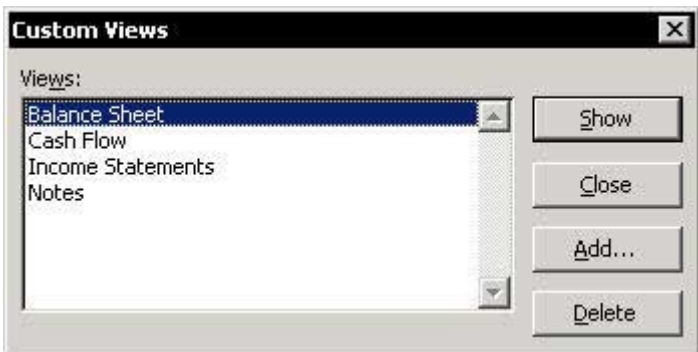 Custom Views
Views:
Balance Sheet
Cash Flow
Income Statements
Notes
Show
Close
Add...
Delete